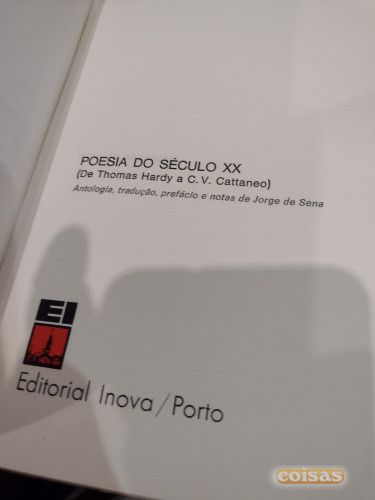 POESIA DO SÉCULO XX
(De Thomas Hardy a C. V. Cattaneo)
Antologia, tradução, prefácio e notas de Jorge de Sena
EI
Editorial Inova/Porto
coisas